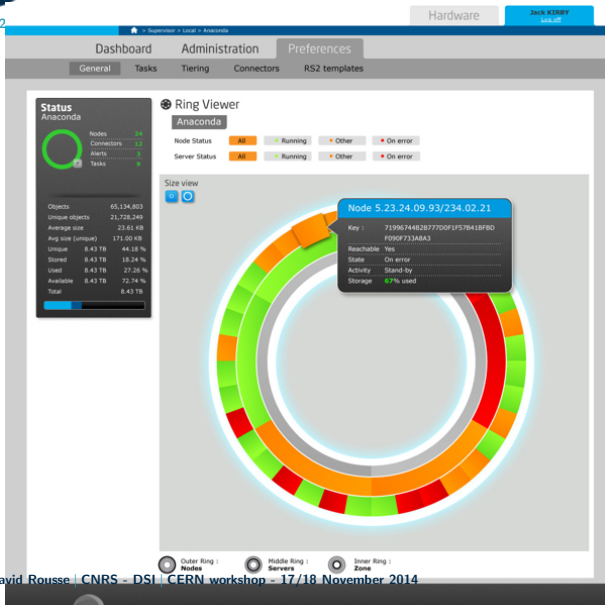 2
Hardware
Jack KIRBY
Log off
> Supervisor > Local > Anaconda
Dashboard Administration Preferences
General Tasks Tiering Connectors RS2 templates
Status
Anaconda
Nodes 24
Connectors 12
Alerts 3
Tasks
Objects 65,134,803
Unique objects 21,728,249
Average size 23.61 KB
Avg size (unique) 171.00 KB
Unique 8.43 TB 44.18 %
Stored 8.43 TB 18.24 %
Used 8.43 TB 27.26 %
Available 8.43 TB 72.74 %
Total 8.43 TB
Ring Viewer
Anaconda
Node Status All Running Other On error
Server Status All Running Other On error
Size view
Node 5.23.24.09.93/234.02.21
Key : 71996744B2B777D0F1F57B41BFBD
F090F733A8A3
Reachable Yes
State On error
Activity Stand-by
Storage 67% used
Outer Ring :
Nodes
Middle Ring :
Servers
Inner Ring :
Zone
avid Rousse | CNRS - DSI | CERN workshop - 17/18 November 2014